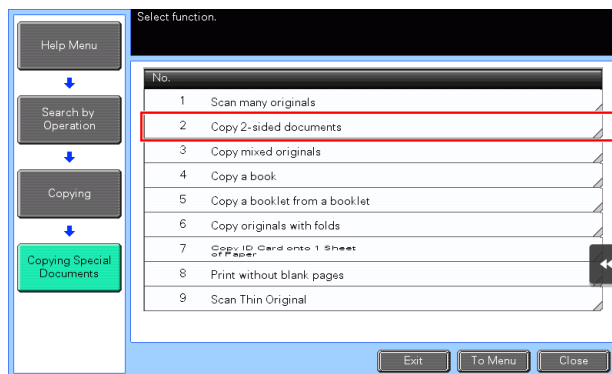 Select function.
Help Menu
Search by
Operation
Copying
Copying Special
Documents
No.
1 Scan many originals
2 Copy 2-sided documents
3 Copy mixed originals
4 Copy a book
5 Copy a booklet from a booklet
6 Copy originals with folds
7 Copy ID Card onto 1 Sheet
of Paper
8 Print without blank pages
9 Scan Thin Original
Exit To Menu Close